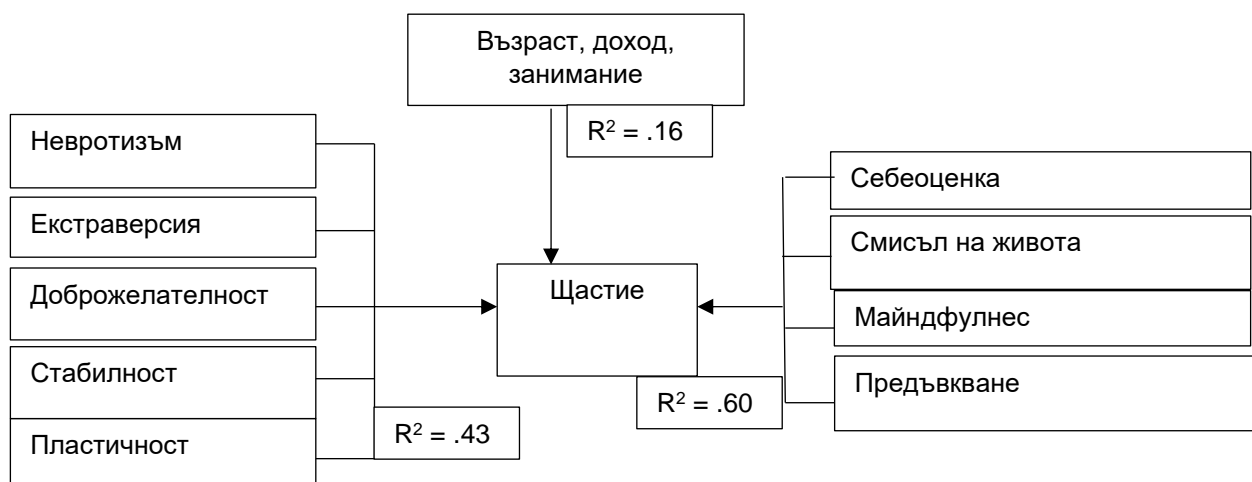 Възраст, доход,
занимание
R² = .16
Невротизъм
Екстраверсия
Доброжелателност
Стабилност
Пластичност
R² = .43
Щастие
R² = .60
Себеоценка
Смисъл на живота
Майндфулнес
Предъвкване